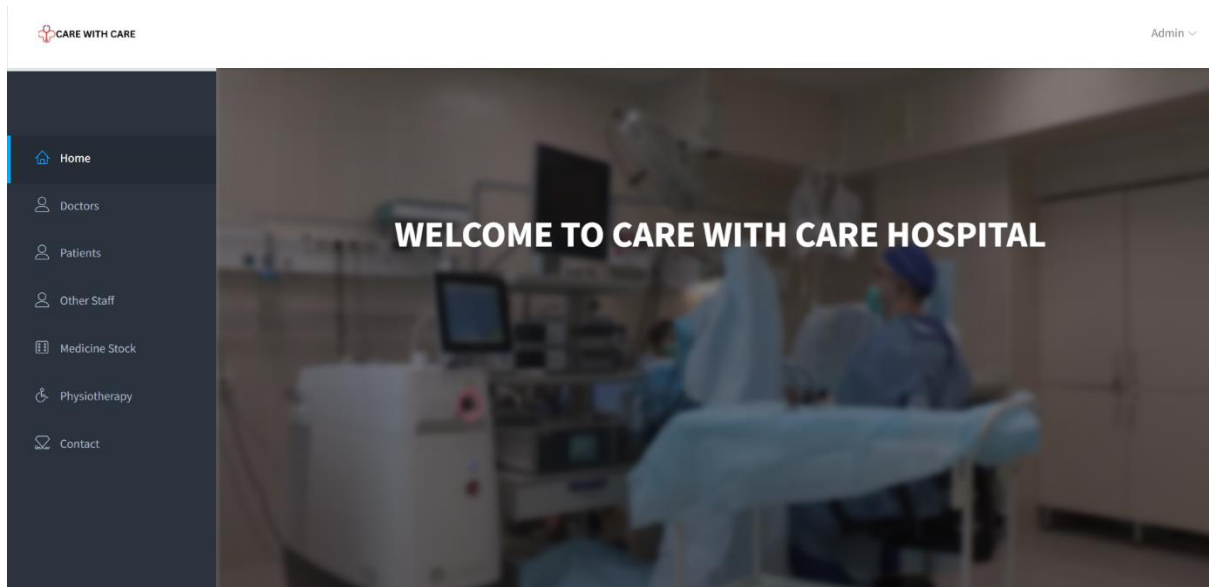 CARE WITH CARE
Admin
Home
Doctors
Patients
Other Staff
Medicine Stock
Physiotherapy
Contact
WELCOME TO CARE WITH CARE HOSPITAL